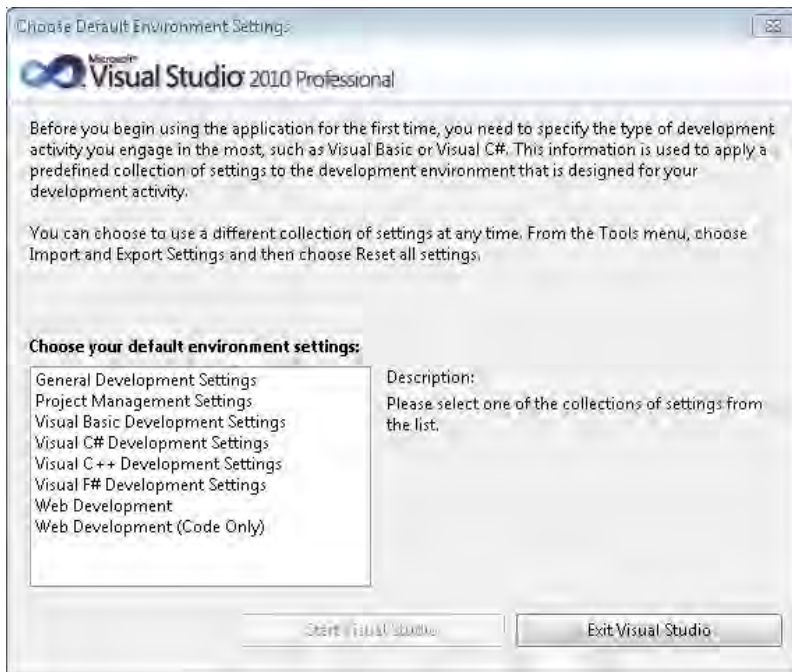 Choose Default Environment Settings
Microsoft
Visual Studio 2010 Professional
Before you begin using the application for the first time, you need to specify the type of development
activity you engage in the most, such as Visual Basic or Visual C#. This information is used to apply a
predefined collection of settings to the development environment that is designed for your
development activity.
You can choose to use a different collection of settings at any time. From the Tools menu, choose
Import and Export Settings and then choose Reset all settings.
Choose your default environment settings:
General Development Settings
Project Management Settings
Visual Basic Development Settings
Visual C# Development Settings
Visual C++ Development Settings
Visual F# Development Settings
Web Development
Web Development (Code Only)
Description:
Please select one of the collections of settings from
the list.
Start Visual Studio
Exit Visual Studio